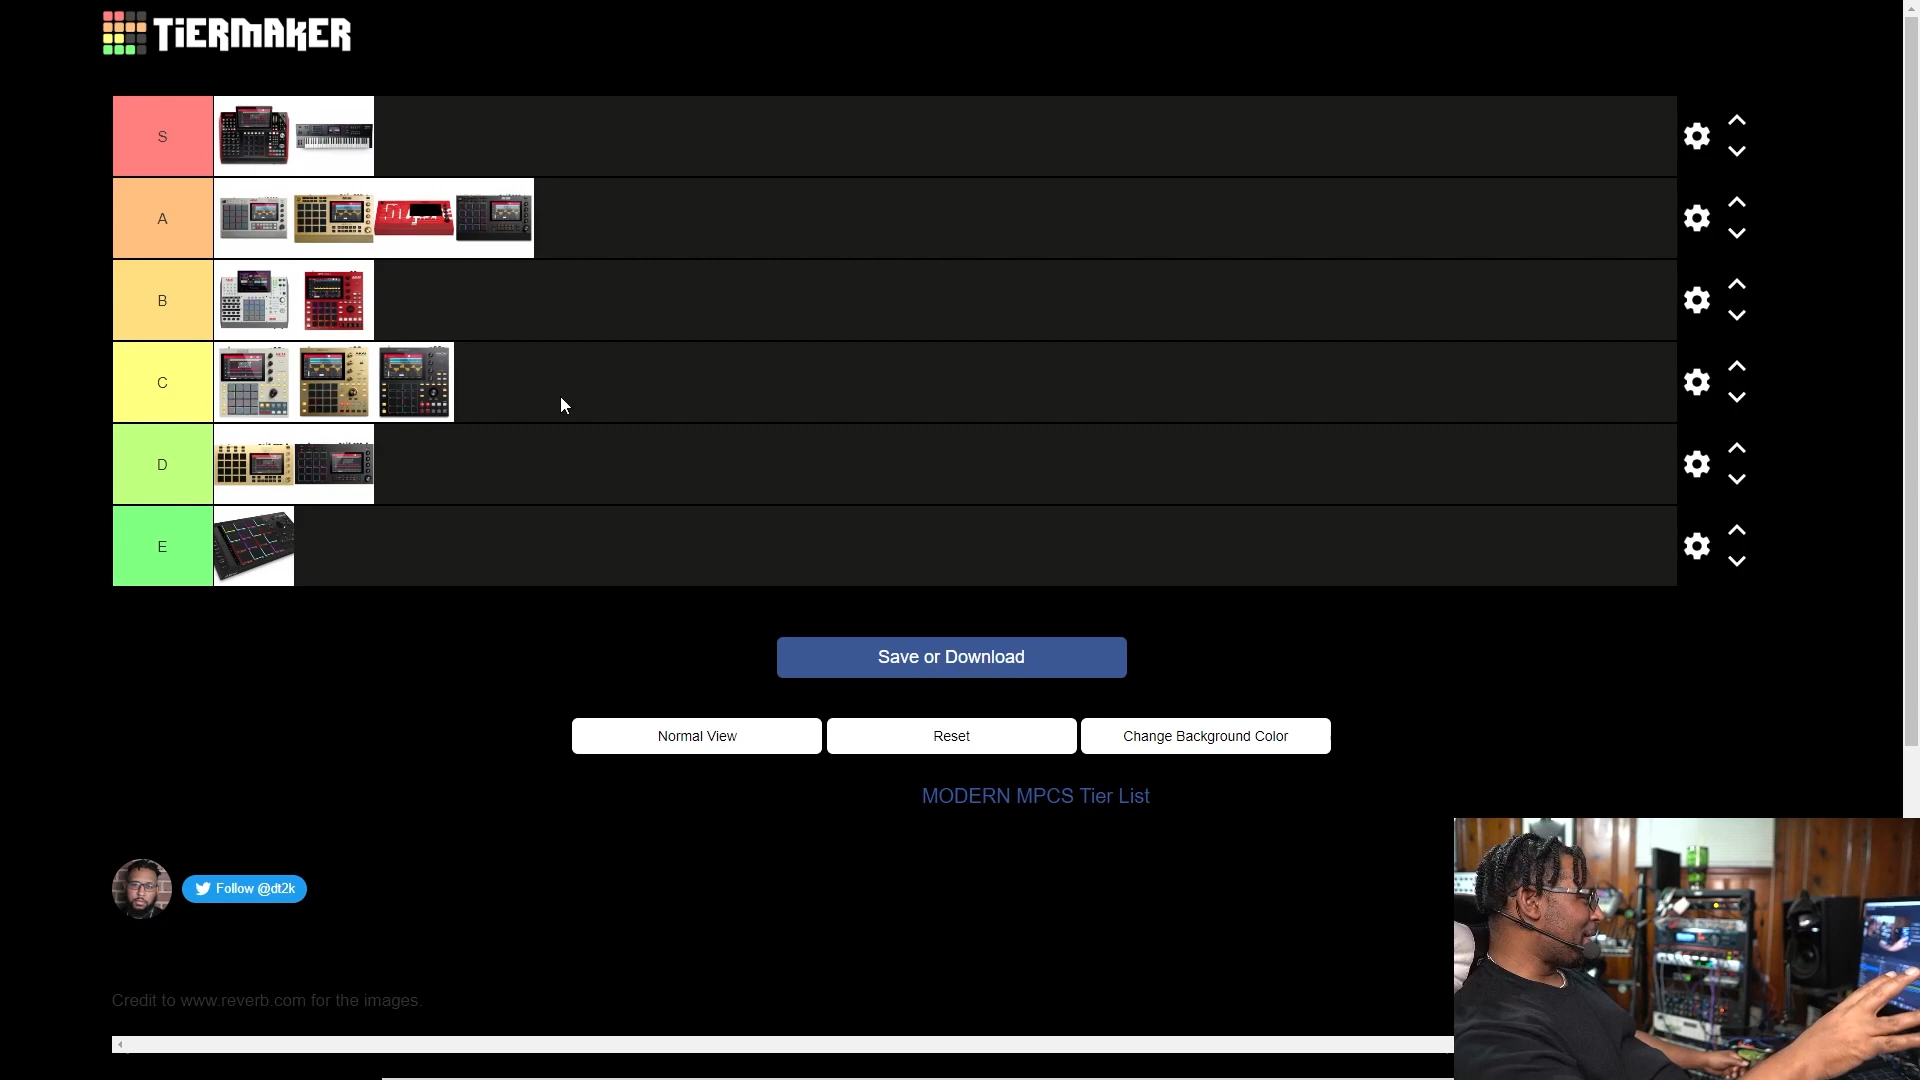 TiERMAKER
S
A
B
C
D
E
Save or Download
Normal View
Reset
Change Background Color
MODERN MPCS Tier List
Follow @dt2k
Credit to www.reverb.com for the images.